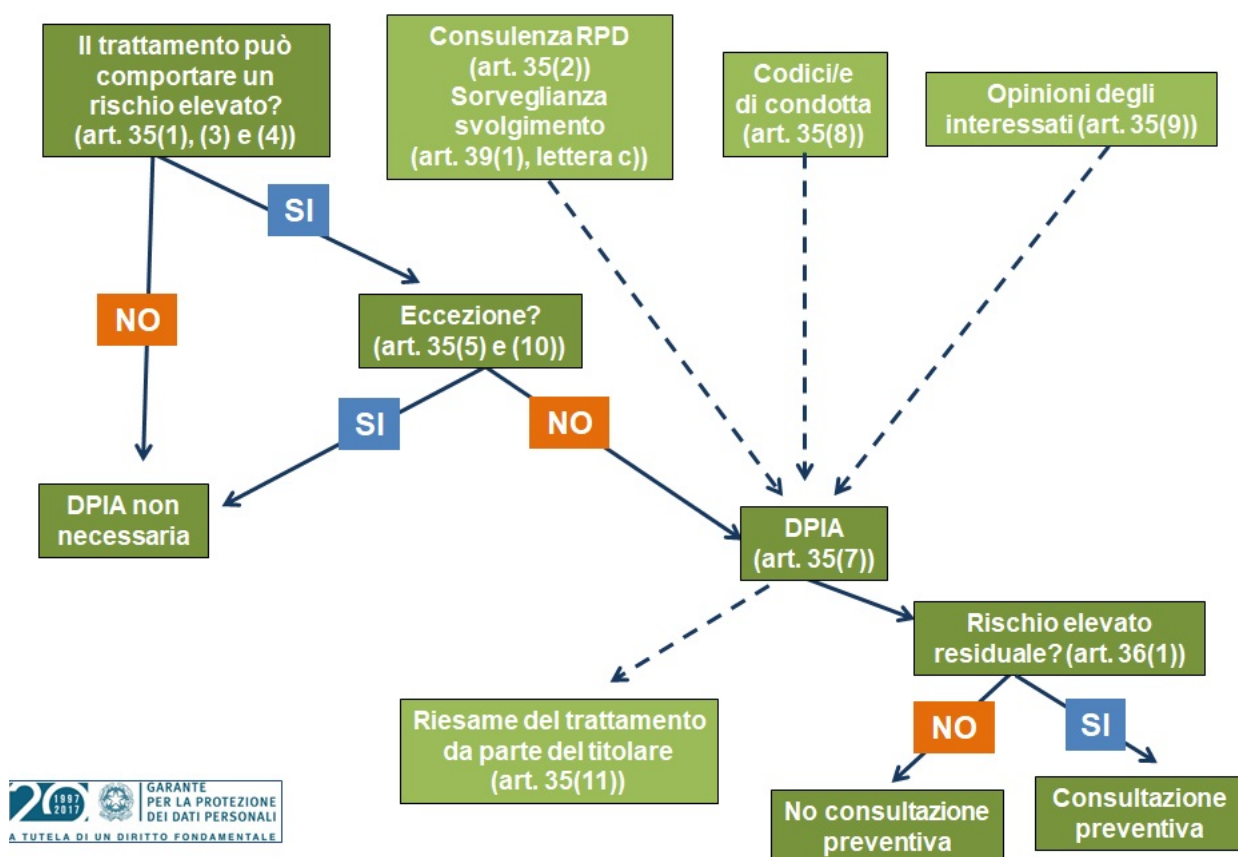 Il trattamento può
comportare un
rischio elevato?
(art. 35(1), (3) e (4))
Consulenza RPD
(art. 35(2))
Sorveglianza
svolgimento
(art. 39(1), lettera c))
Codici/e
di condotta
(art. 35(8))
Opinioni degli
interessati (art. 35(9))
SI
NO
Eccezione?
(art. 35(5) e (10))
SI
NO
DPIA non
necessaria
DPIA
(art. 35(7))
Rischio elevato
residuale? (art. 36(1))
Riesame del trattamento
da parte del titolare
(art. 35(11))
NO
SI
No consultazione
preventiva
Consultazione
preventiva
20
1997
2017
GARANTE
PER LA PROTEZIONE
DEI DATI PERSONALI
A TUTELA DI UN DIRITTO FONDAMENTALE